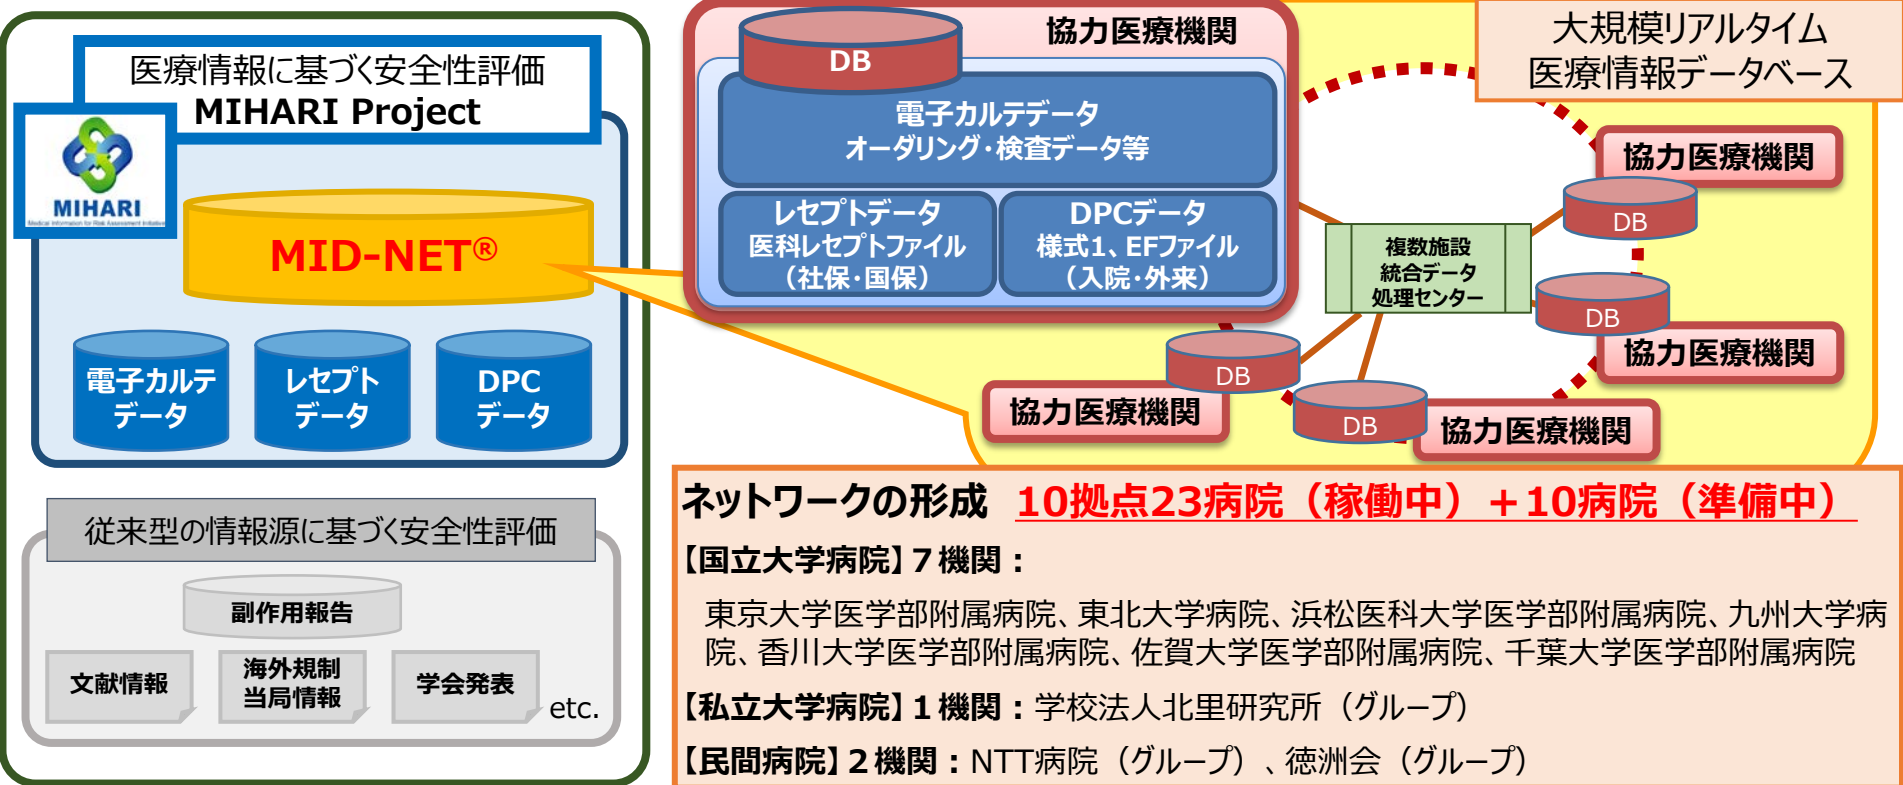 医療情報に基づく安全性評価
MIHARI Project
MIHARI
Medical Information for Risk Assessment Initiative
MID-NET®
電子カルテ
データ
レセプト
データ
DPC
データ
従来型の情報源に基づく安全性評価
副作用報告
文献情報
海外規制
当局情報
学会発表
etc.
協力医療機関
DB
電子カルテデータ
オーダリング・検査データ等
レセプトデータ
医科レセプトファイル
（社保・国保）
DPCデータ
様式1、EFファイル
（入院・外来）
大規模リアルタイム
医療情報データベース
協力医療機関
DB
複数施設
統合データ
処理センター
DB
協力医療機関
DB
協力医療機関
DB
協力医療機関
ネットワークの形成 10拠点23病院（稼働中）＋10病院（準備中）
【国立大学病院】７機関：
東京大学医学部附属病院、東北大学病院、浜松医科大学医学部附属病院、九州大学病
院、香川大学医学部附属病院、佐賀大学医学部附属病院、千葉大学医学部附属病院
【私立大学病院】１機関：学校法人北里研究所（グループ）
【民間病院】２機関：NTT病院（グループ）、徳洲会（グループ）